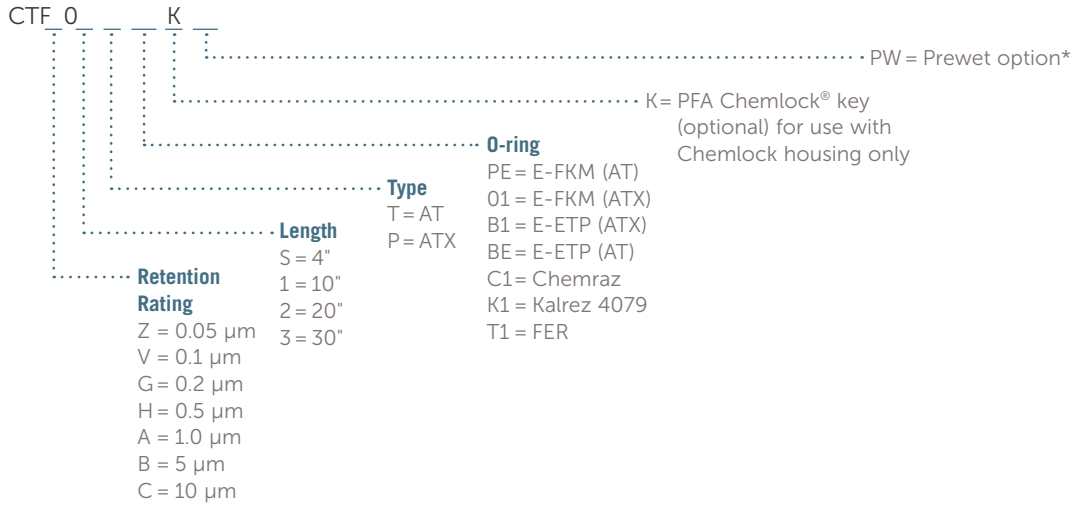 CTF_0_ _ _ K _
PW = Prewet option*
K = PFA Chemlock® key
(optional) for use with
Chemlock housing only
O-ring
PE = E-FKM (AT)
01 = E-FKM (ATX)
B1 = E-ETP (ATX)
BE = E-ETP (AT)
C1 = Chemraz
K1 = Kalrez 4079
T1 = FER
Type
T = AT
P = ATX
Length
S = 4"
1 = 10"
2 = 20"
3 = 30"
Retention
Rating
Z = 0.05 µm
V = 0.1 µm
G = 0.2 µm
H = 0.5 µm
A = 1.0 µm
B = 5 µm
C = 10 µm